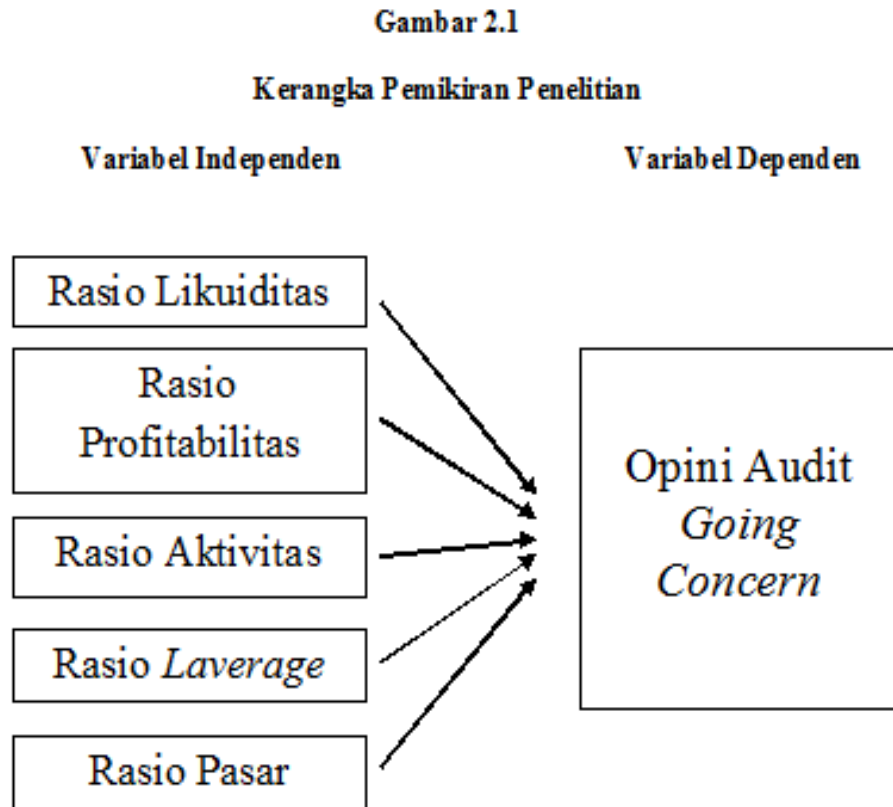 Gambar 2.1
Kerangka Pemikiran Penelitian
Variabel Independen
Variabel Dependen
Rasio Likuiditas
Rasio
Profitabilitas
Rasio Aktivitas
Rasio Laverage
Rasio Pasar
Opini Audit
Going
Concern